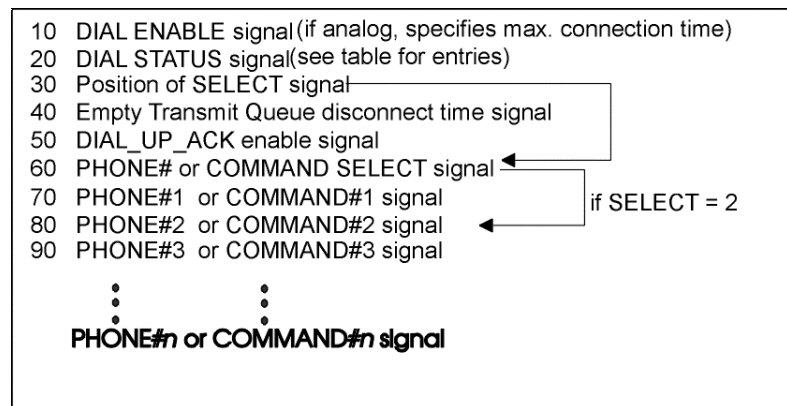 10 DIAL ENABLE signal(if analog, specifies max. connection time)
20 DIAL STATUS signal(see table for entries)
30 Position of SELECT signal
40 Empty Transmit Queue disconnect time signal
50 DIAL_UP_ACK enable signal
60 PHONE# or COMMAND SELECT signal
70 PHONE#1 or COMMAND#1 signal
if SELECT = 2
80 PHONE#2 or COMMAND#2 signal
90 PHONE#3 or COMMAND#3 signal
PHONE#n or COMMAND#n signal